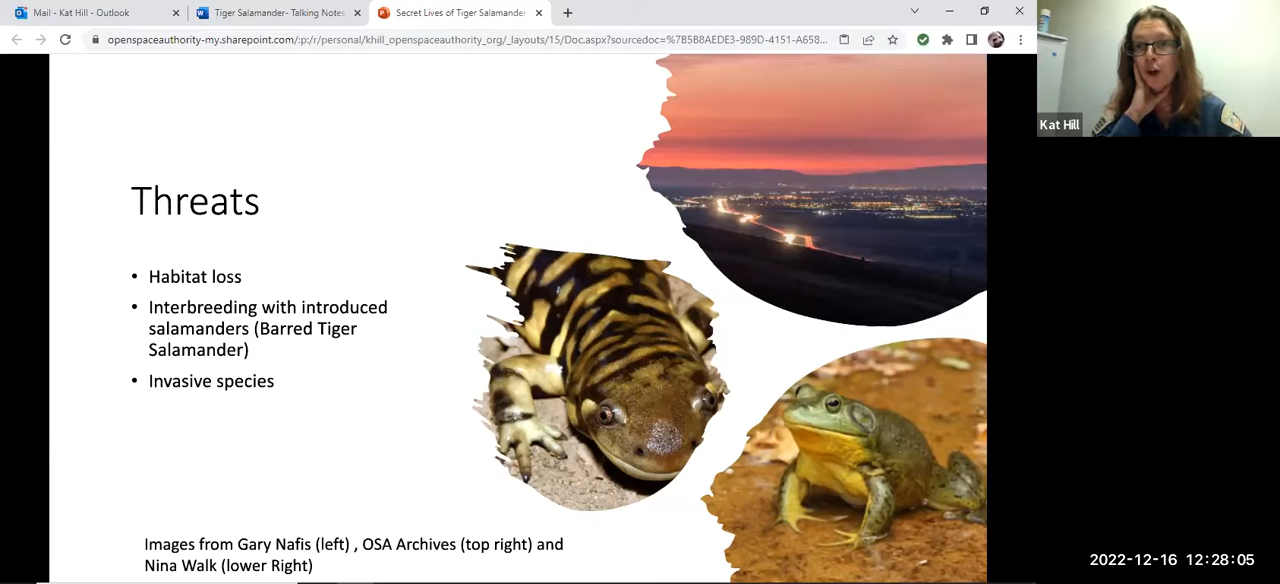 Mail - Kat Hill - Outlook
Tiger Salamander- Talking Notes
Secret Lives of Tiger Salamander
openspaceauthority-my.sharepoint.com/:p:/r/personal/khill_openspaceauthority_org/_layouts/15/Doc.aspx?sourcedoc=%7B5B8AEDE3-989D-4151-A658...
Kat Hill
Threats
• Habitat loss
• Interbreeding with introduced
salamanders (Barred Tiger
Salamander)
• Invasive species
Images from Gary Nafis (left) , OSA Archives (top right) and
Nina Walk (lower Right)
2022-12-16 12:28:05